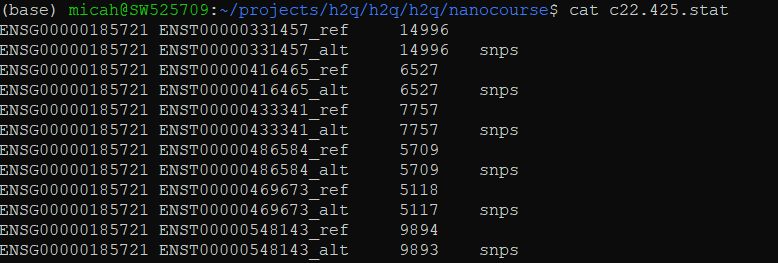 (base) micah@SW525709:~/projects/h2q/h2q/h2q/nanocourse$ cat c22.425.stat
ENSG00000185721 ENST00000331457_ref 14996
ENSG00000185721 ENST00000331457_alt 14996 snps
ENSG00000185721 ENST00000416465_ref 6527
ENSG00000185721 ENST00000416465_alt 6527 snps
ENSG00000185721 ENST00000433341_ref 7757
ENSG00000185721 ENST00000433341_alt 7757 snps
ENSG00000185721 ENST00000486584_ref 5709
ENSG00000185721 ENST00000486584_alt 5709 snps
ENSG00000185721 ENST00000469673_ref 5118
ENSG00000185721 ENST00000469673_alt 5117 snps
ENSG00000185721 ENST00000548143_ref 9894
ENSG00000185721 ENST00000548143_alt 9893 snps